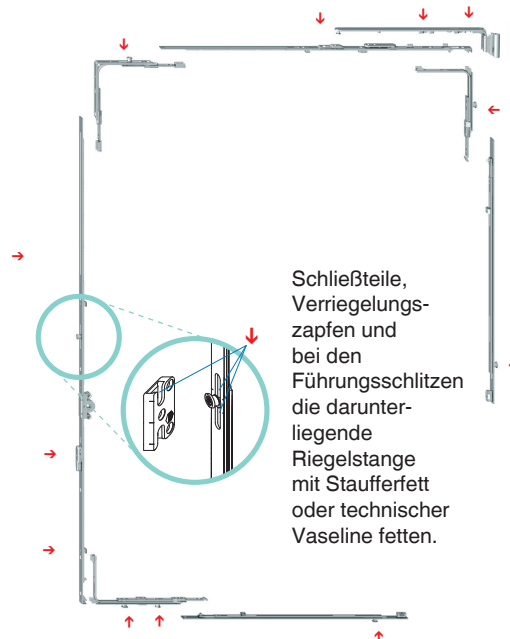 Schließteile,
Verriegelungs-
zapfen und
bei den
Führungsschlitzen
die darunter-
liegende
Riegelstange
mit Staufferfett
oder technischer
Vaseline fetten.